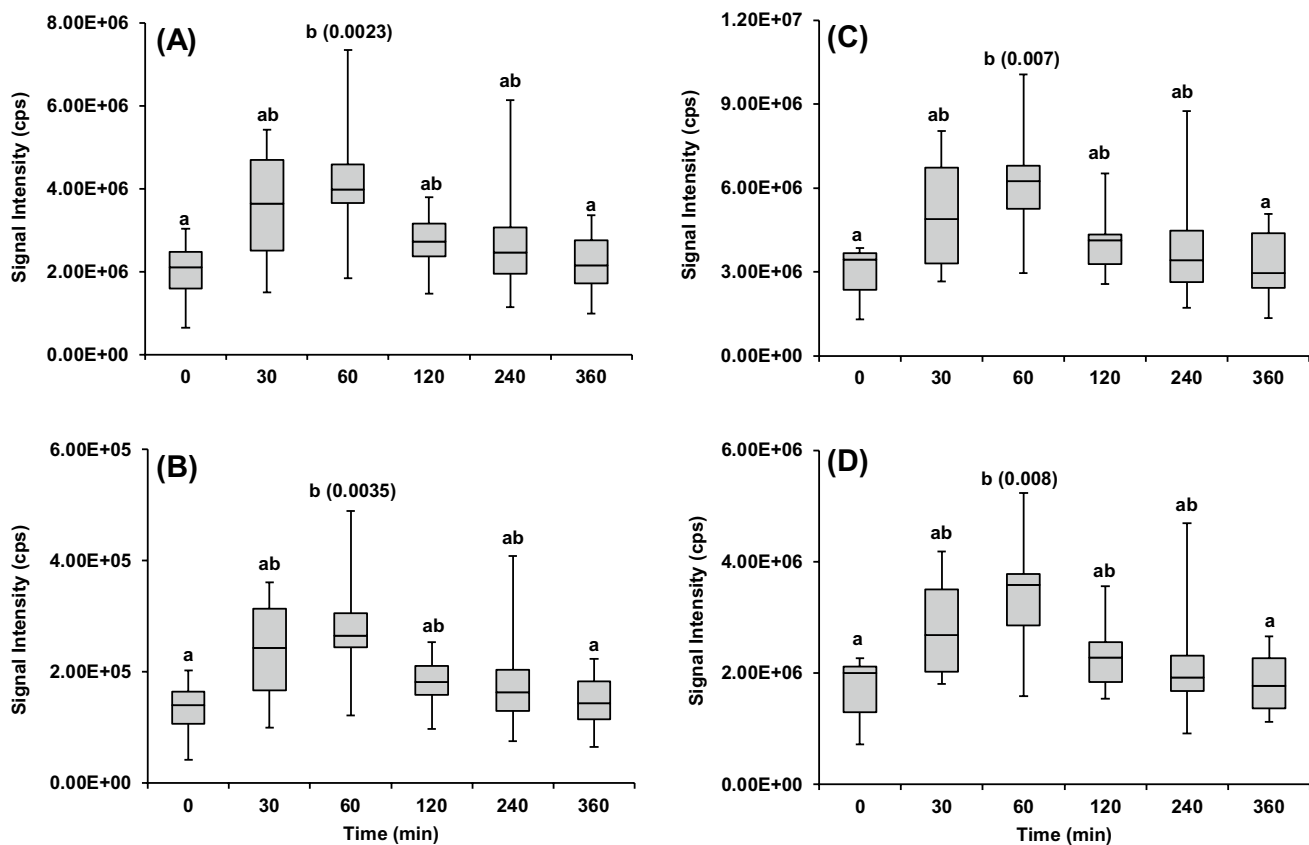 (A)
Signal Intensity (cps)
8.00E+06
6.00E+06
4.00E+06
2.00E+06
0.00E+00
a
ab
b (0.0023)
ab
ab
a
0 30 60 120 240 360
(B)
Signal Intensity (cps)
6.00E+05
4.00E+05
2.00E+05
0.00E+00
a
ab
b (0.0035)
ab
ab
a
0 30 60 120 240 360
Time (min)
(C)
Signal Intensity (cps)
1.20E+07
9.00E+06
6.00E+06
3.00E+06
0.00E+00
a
ab
b (0.007)
ab
ab
a
0 30 60 120 240 360
(D)
Signal Intensity (cps)
6.00E+06
4.00E+06
2.00E+06
0.00E+00
a
ab
b (0.008)
ab
ab
a
0 30 60 120 240 360
Time (min)